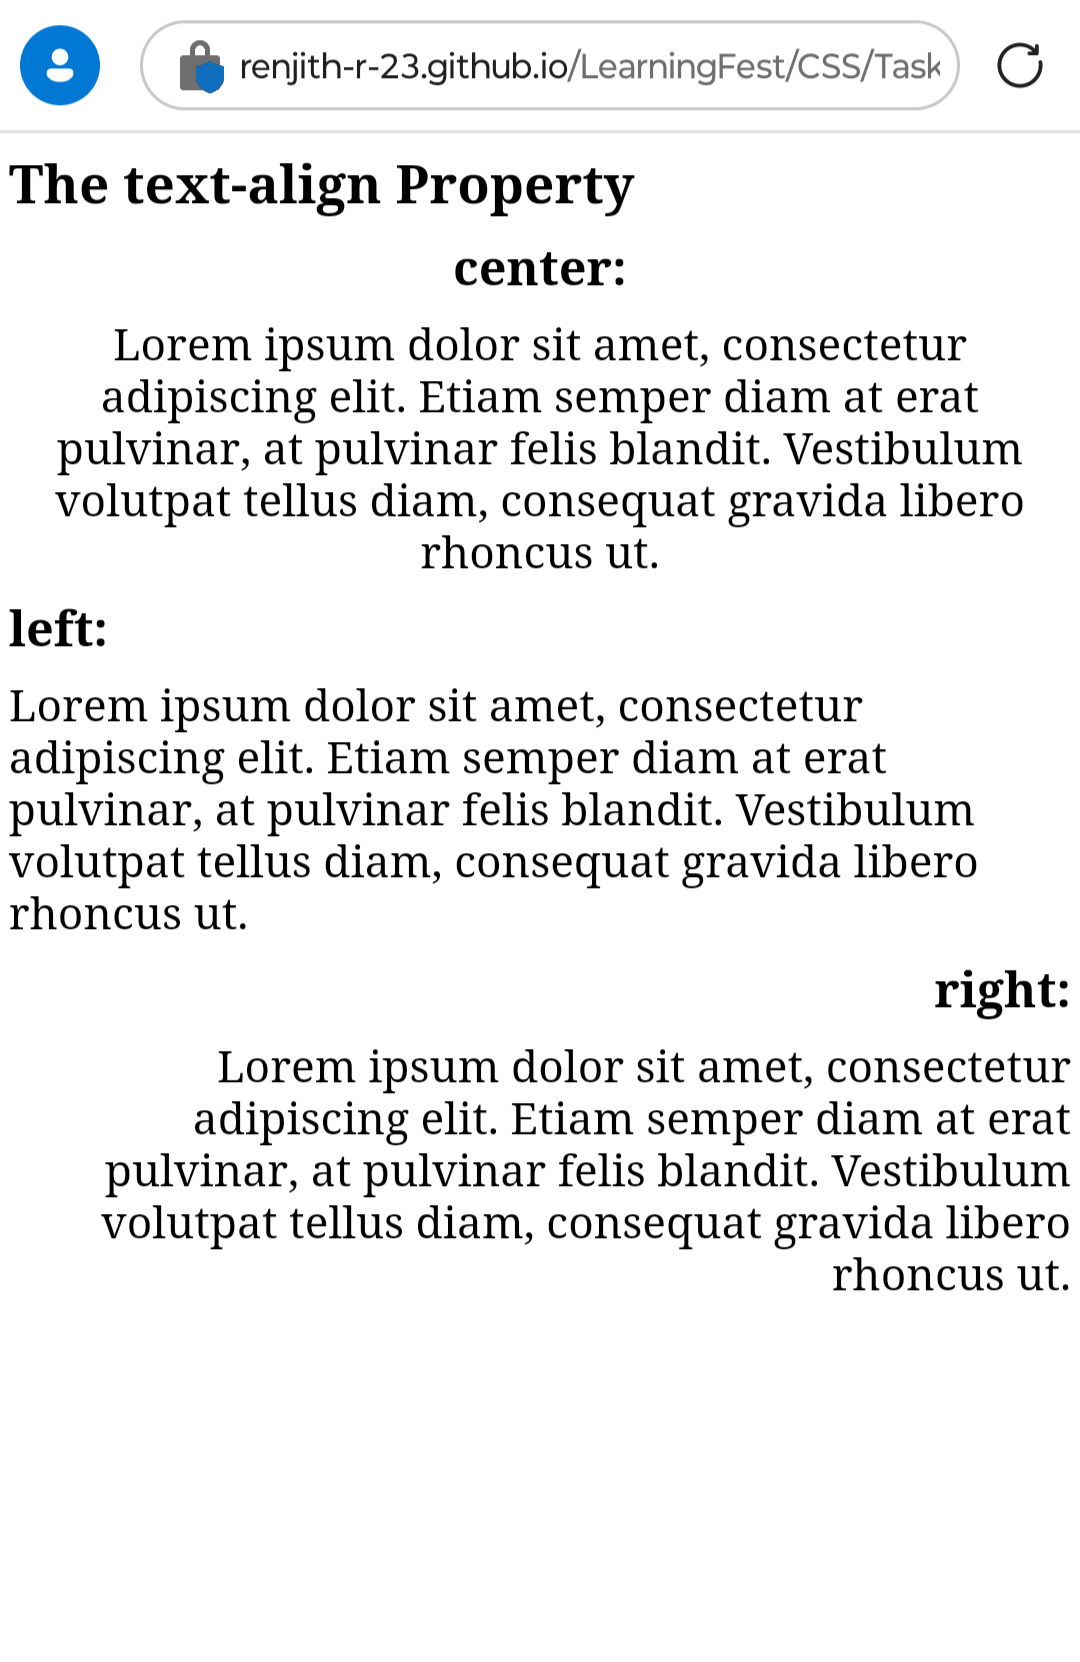 renjith-r-23.github.io/LearningFest/CSS/Task
The text-align Property
center:
Lorem ipsum dolor sit amet, consectetur
adipiscing elit. Etiam semper diam at erat
pulvinar, at pulvinar felis blandit. Vestibulum
volutpat tellus diam, consequat gravida libero
rhoncus ut.
left:
Lorem ipsum dolor sit amet, consectetur
adipiscing elit. Etiam semper diam at erat
pulvinar, at pulvinar felis blandit. Vestibulum
volutpat tellus diam, consequat gravida libero
rhoncus ut.
right:
Lorem ipsum dolor sit amet, consectetur
adipiscing elit. Etiam semper diam at erat
pulvinar, at pulvinar felis blandit. Vestibulum
volutpat tellus diam, consequat gravida libero
rhoncus ut.